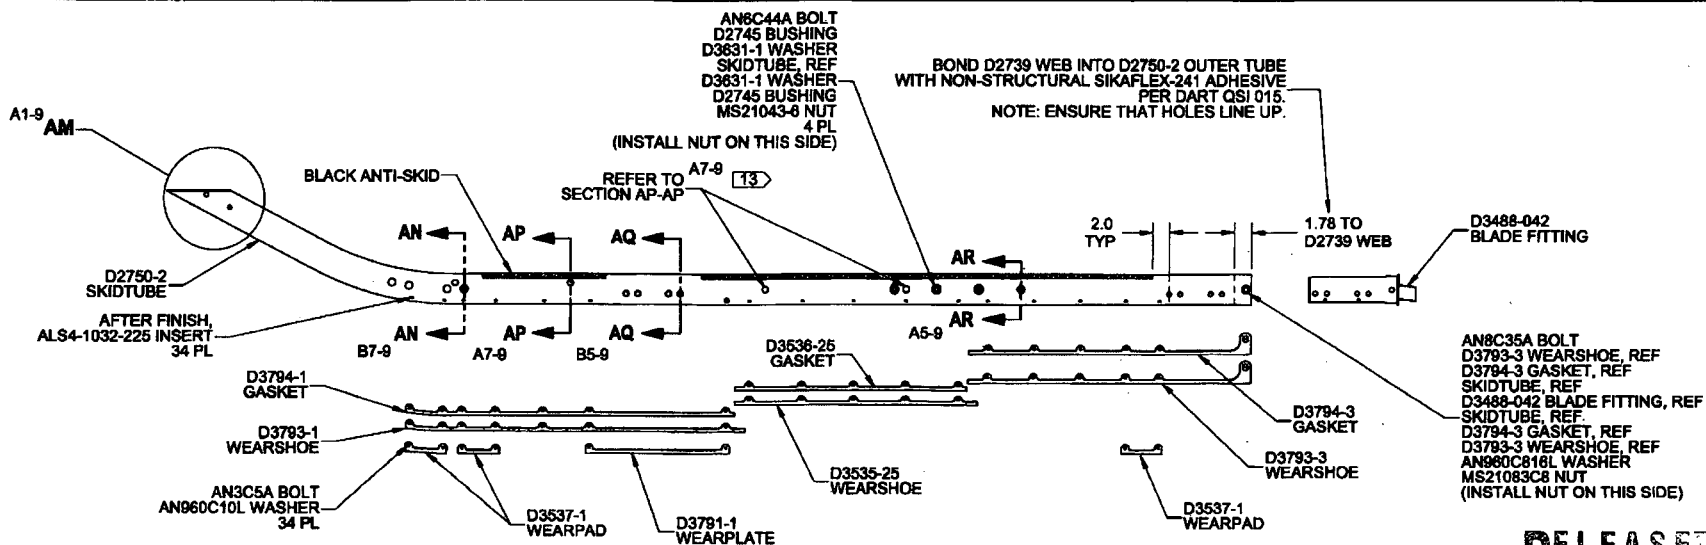 AN6C44A BOLT
D2745 BUSHING
D3631-1 WASHER
SKIDTUBE, REF
D3631-1 WASHER
D2745 BUSHING
MS21043-6 NUT
4 PL
(INSTALL NUT ON THIS SIDE)
BOND D2739 WEB INTO D2750-2 OUTER TUBE
WITH NON-STRUCTURAL SIKAFLEX-241 ADHESIVE
PER DART QSI 015.
NOTE: ENSURE THAT HOLES LINE UP.
A1-9
AM
BLACK ANTI-SKID
REFER TO
SECTION AP-AP
A7-9
13
AN
AP
AQ
AR
2.0
TYP
1.78 TO
D2739 WEB
D3488-042
BLADE FITTING
D2750-2
SKIDTUBE
AFTER FINISH,
ALS4-1032-225 INSERT
34 PL
AN
AP
AQ
AR
B7-9
A7-9
B5-9
A5-9
D3794-1
GASKET
D3793-1
WEARSHOE
AN3C5A BOLT
AN960C10L WASHER
34 PL
D3537-1
WEARPAD
D3791-1
WEARPLATE
D3536-25
GASKET
D3535-25
WEARSHOE
D3794-3
GASKET
D3793-3
WEARSHOE
D3537-1
WEARPAD
AN8C35A BOLT
D3793-3 WEARSHOE, REF
D3794-3 GASKET, REF
SKIDTUBE, REF
D3488-042 BLADE FITTING, REF
SKIDTUBE, REF.
D3794-3 GASKET, REF
D3793-3 WEARSHOE, REF
AN960C816L WASHER
MS21083C8 NUT
(INSTALL NUT ON THIS SIDE)